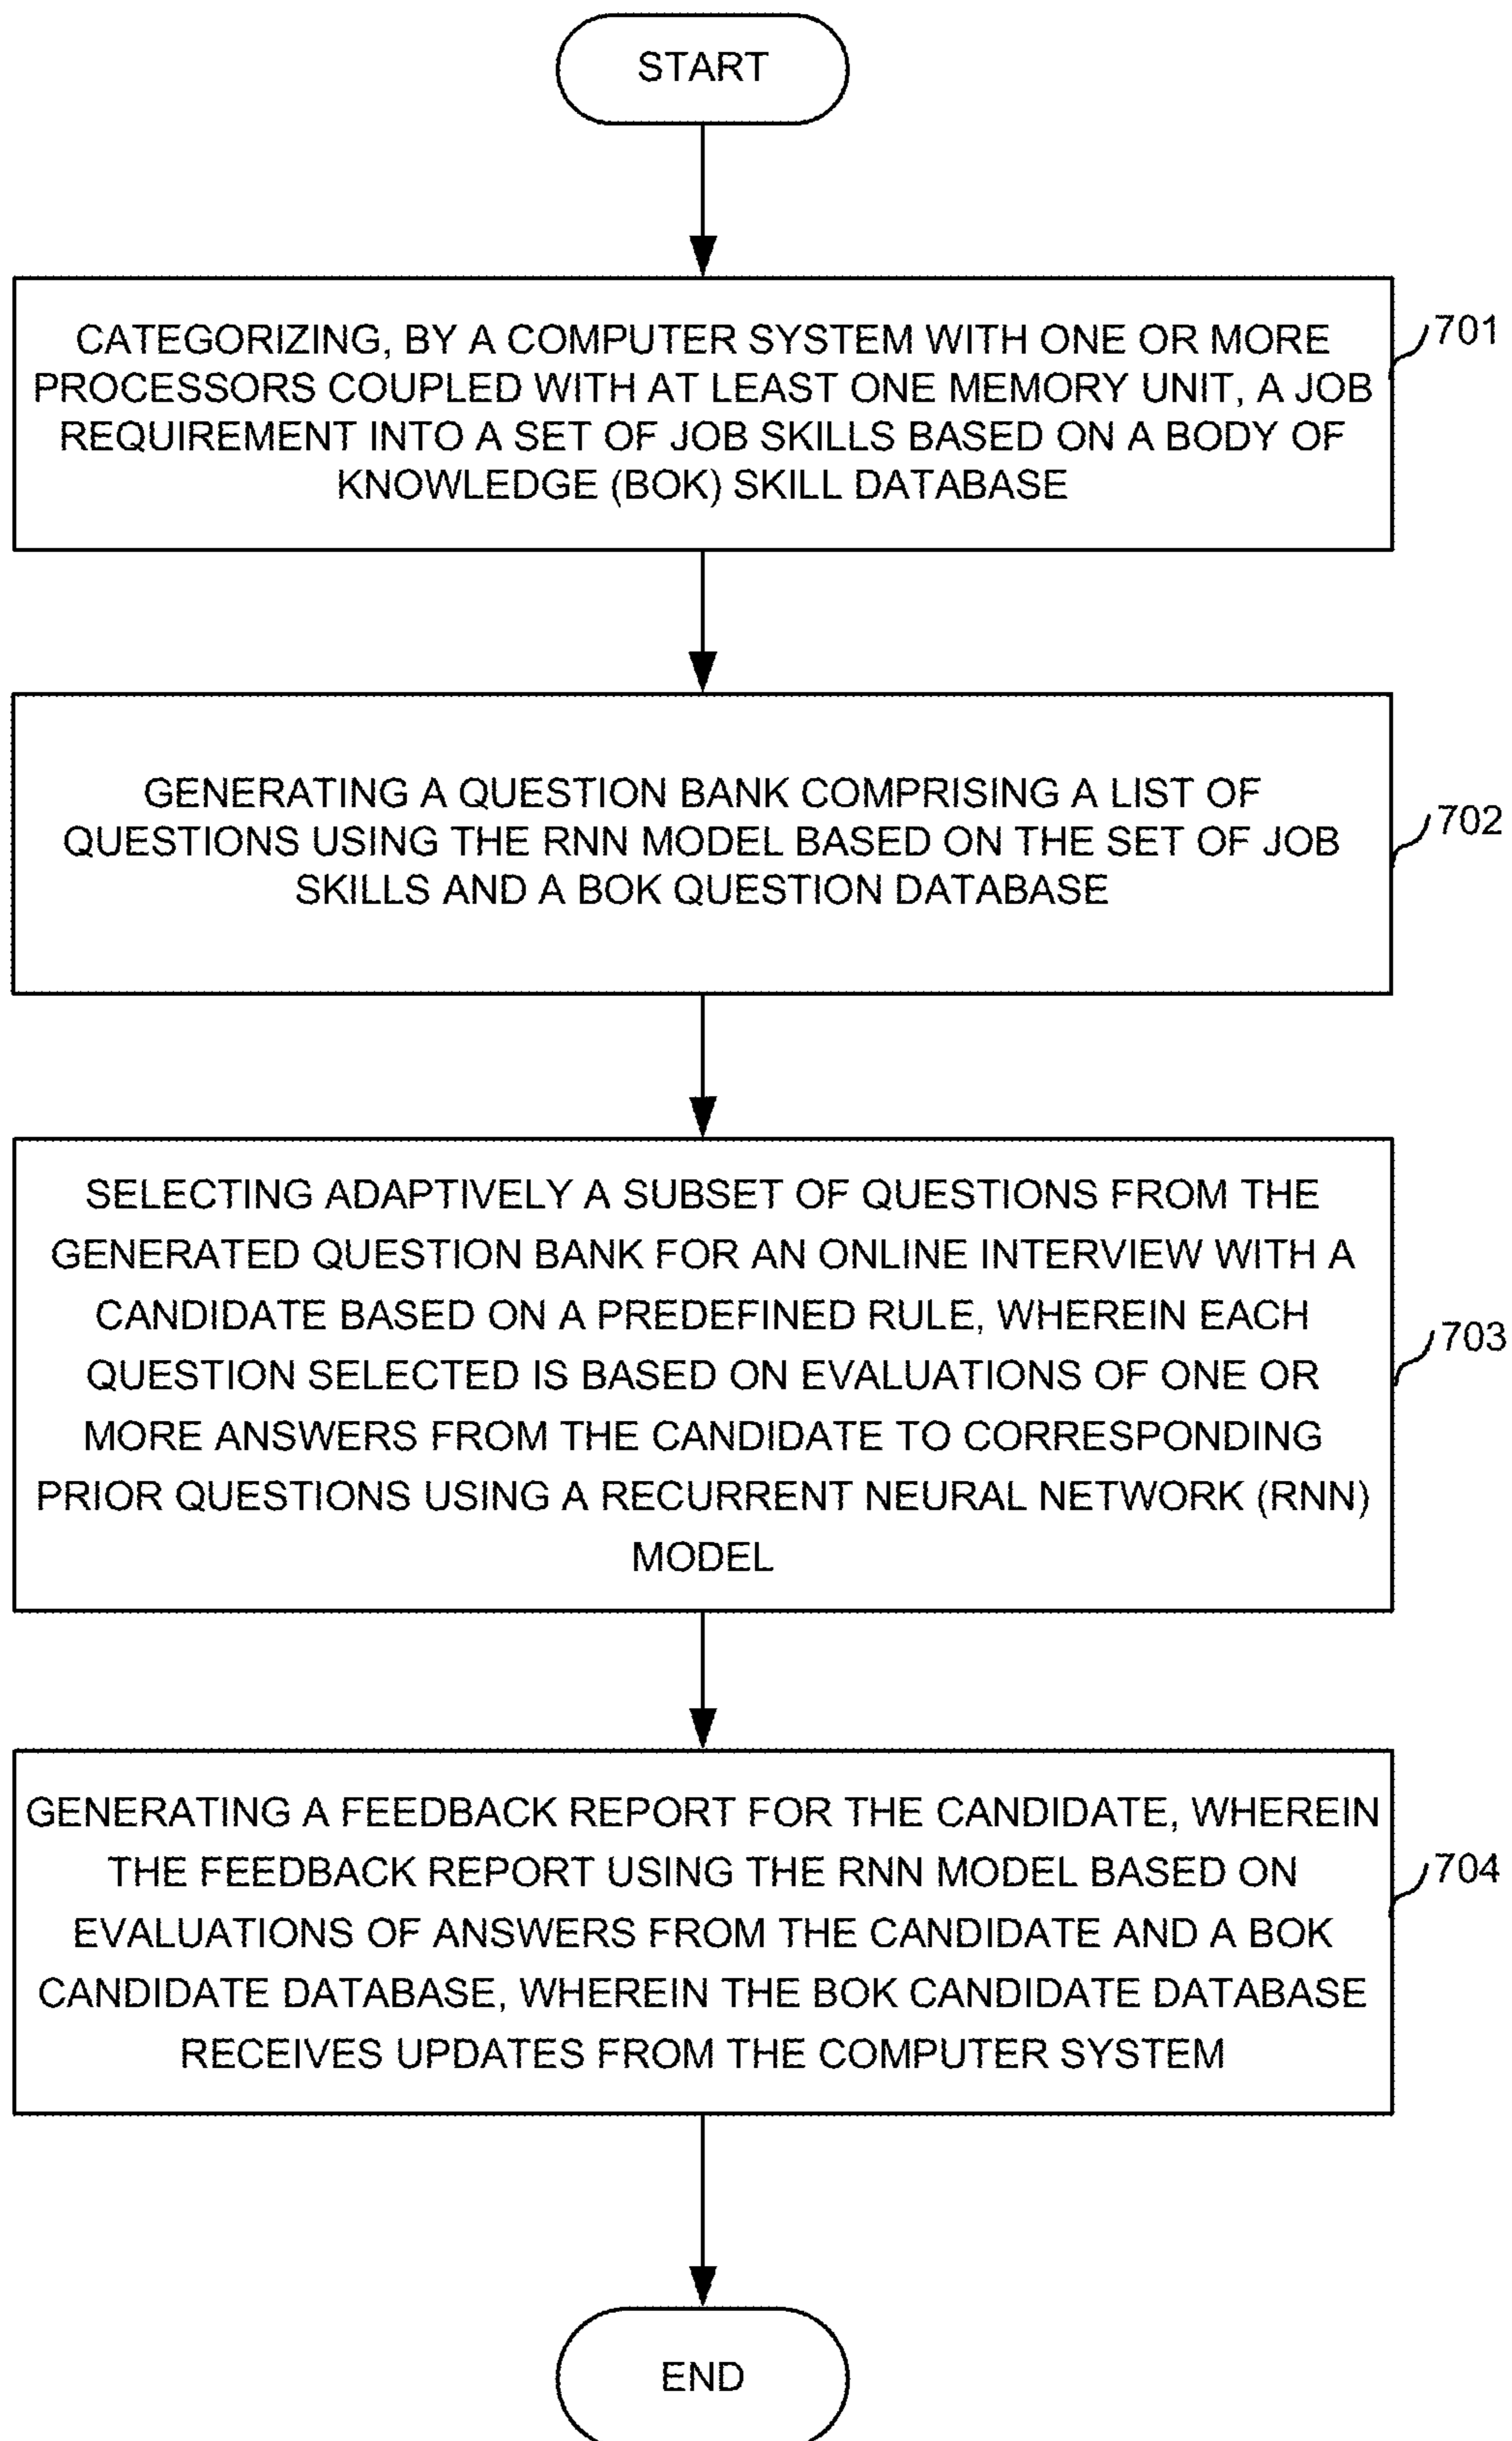 START
CATEGORIZING, BY A COMPUTER SYSTEM WITH ONE OR MORE
PROCESSORS COUPLED WITH AT LEAST ONE MEMORY UNIT, A JOB
REQUIREMENT INTO A SET OF JOB SKILLS BASED ON A BODY OF
KNOWLEDGE (BOK) SKILL DATABASE
701
GENERATING A QUESTION BANK COMPRISING A LIST OF
QUESTIONS USING THE RNN MODEL BASED ON THE SET OF JOB
SKILLS AND A BOK QUESTION DATABASE
702
SELECTING ADAPTIVELY A SUBSET OF QUESTIONS FROM THE
GENERATED QUESTION BANK FOR AN ONLINE INTERVIEW WITH A
CANDIDATE BASED ON A PREDEFINED RULE, WHEREIN EACH
QUESTION SELECTED IS BASED ON EVALUATIONS OF ONE OR
MORE ANSWERS FROM THE CANDIDATE TO CORRESPONDING
PRIOR QUESTIONS USING A RECURRENT NEURAL NETWORK (RNN)
MODEL
703
GENERATING A FEEDBACK REPORT FOR THE CANDIDATE, WHEREIN
THE FEEDBACK REPORT USING THE RNN MODEL BASED ON
EVALUATIONS OF ANSWERS FROM THE CANDIDATE AND A BOK
CANDIDATE DATABASE, WHEREIN THE BOK CANDIDATE DATABASE
RECEIVES UPDATES FROM THE COMPUTER SYSTEM
704
END